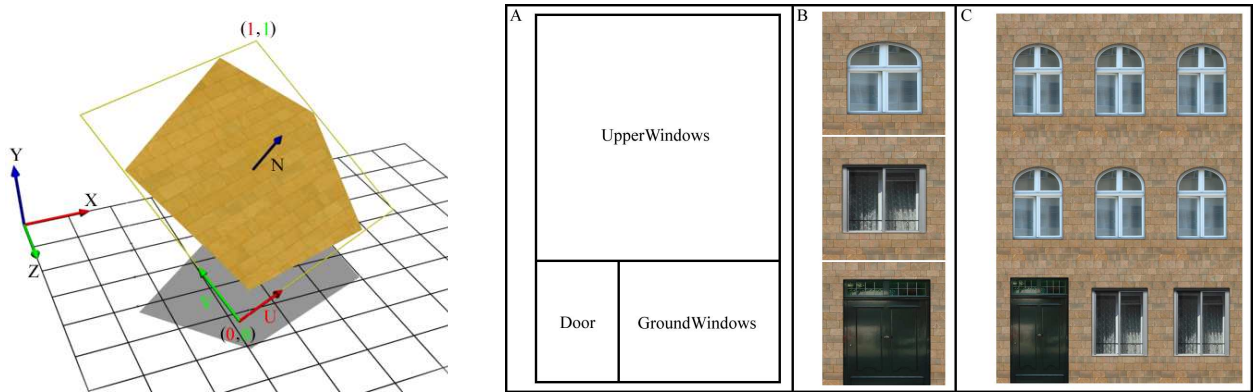 (1,1)
N
Y
X
Z
V
U
(0,0)
A
UpperWindows
Door
GroundWindows
B
C